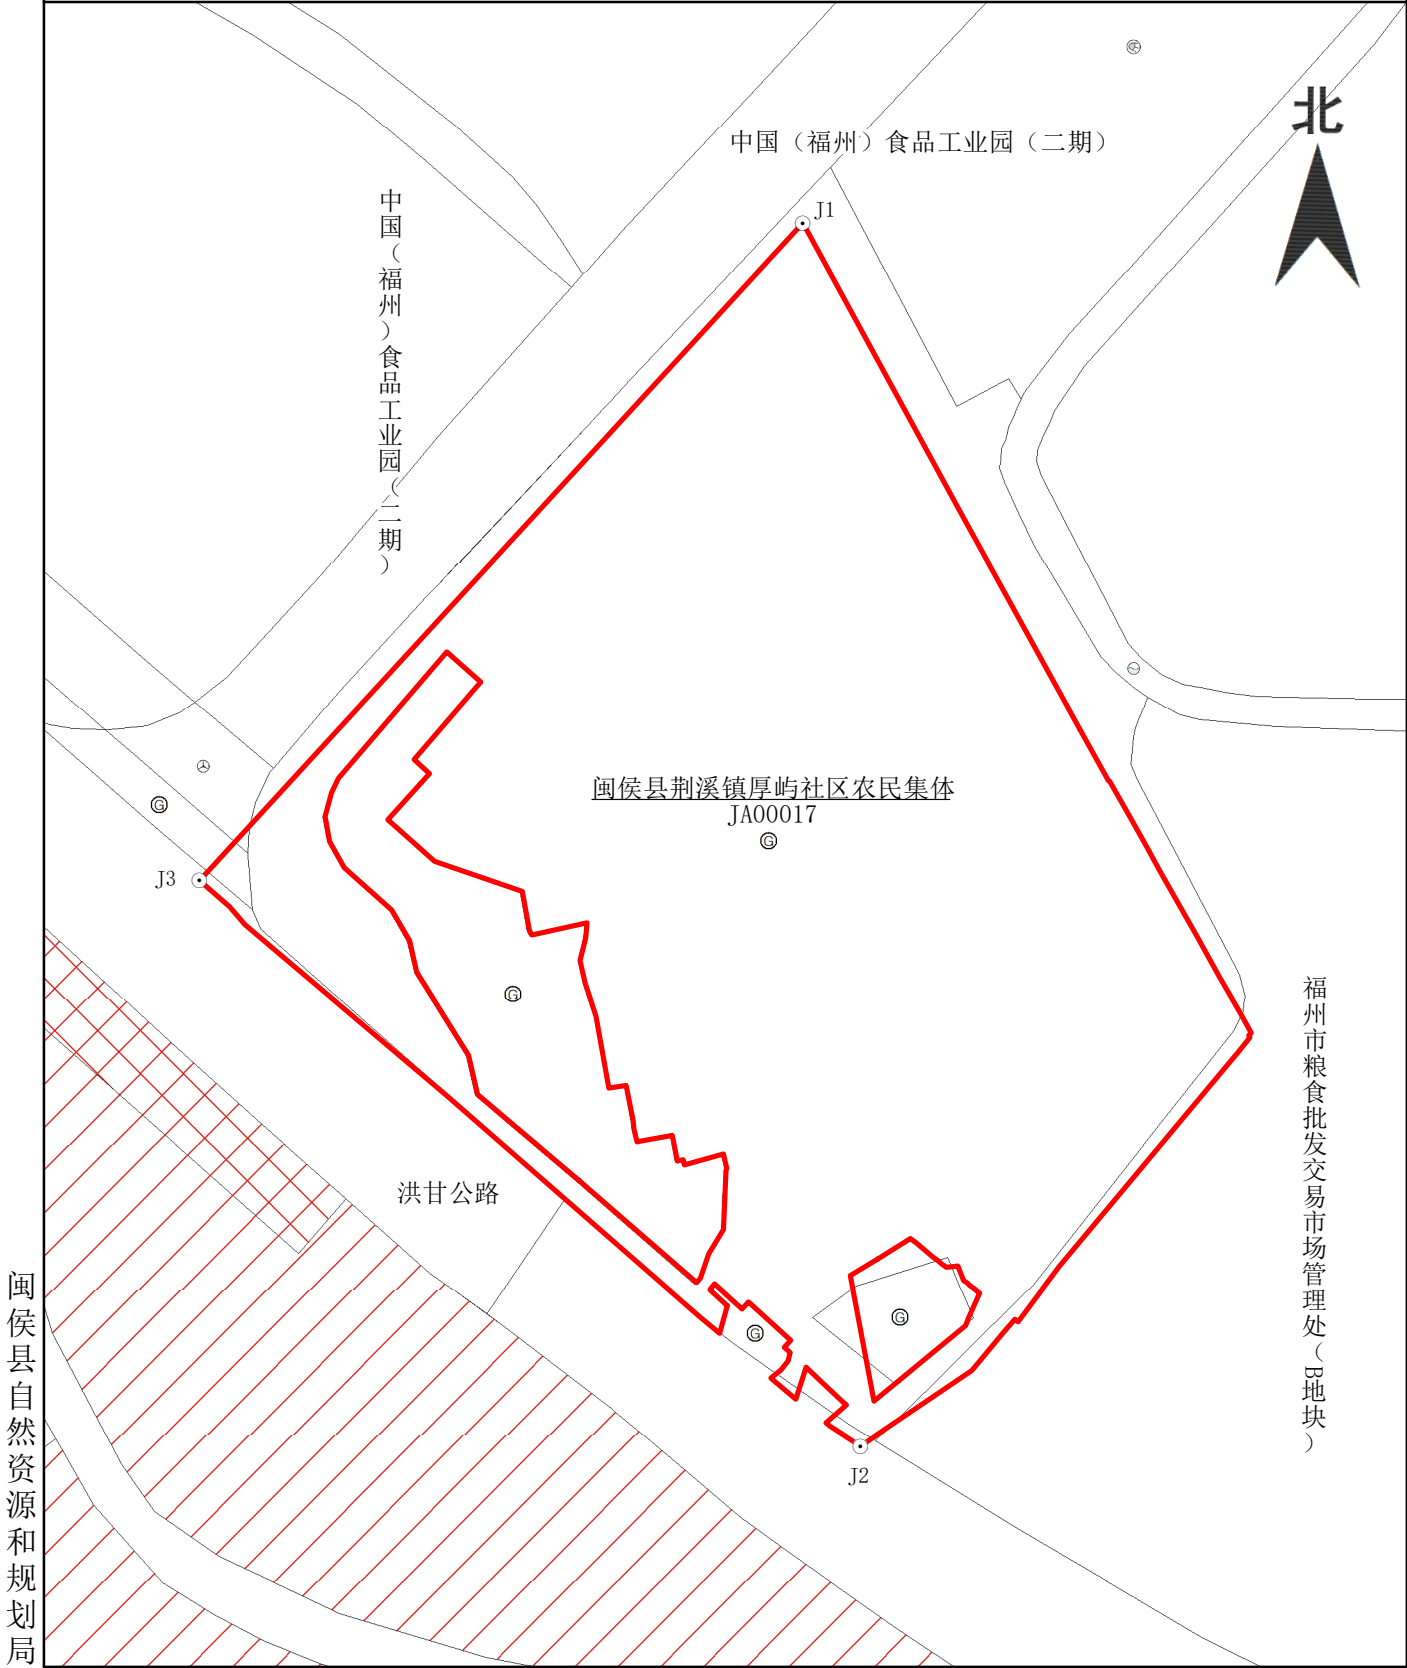 北
中国（福州）食品工业园（二期）
J1
中国（福州）食品工业园（二期）
闽侯县荆溪镇厚屿社区农民集体
JA00017
G
G
J3
G
福州市粮食批发交易市场管理处（B地块）
洪甘公路
G
G
J2
闽侯县自然资源和规划局